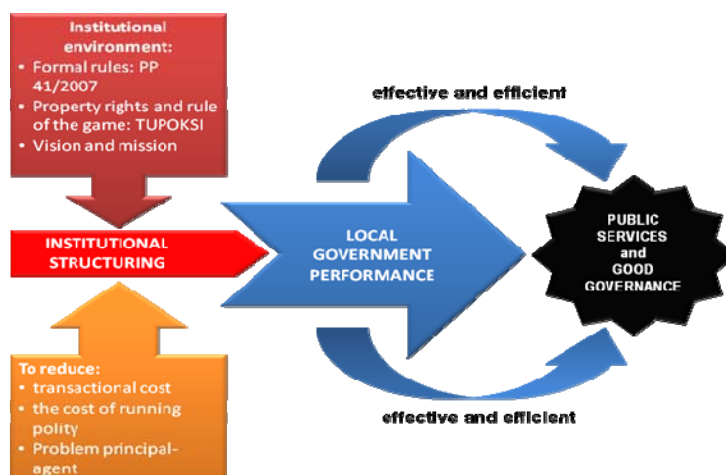 Institutional
environment:
• Formal rules: PP
41/2007
• Property rights and rule
of the game: TUPOKSI
• Vision and mission
INSTITUTIONAL
STRUCTURING
To reduce:
• transactional cost
• the cost of running
polity
• Problem principal-
agent
LOCAL
GOVERNMENT
PERFORMANCE
effective and efficient
effective and efficient
PUBLIC
SERVICES
and
GOOD
GOVERNANCE